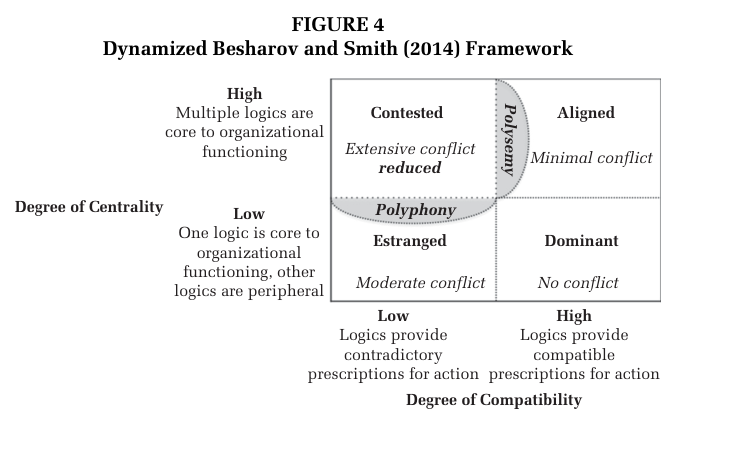 FIGURE 4
Dynamized Besharov and Smith (2014) Framework
High
Multiple logics are
core to organizational
functioning
Contested
Extensive conflict
reduced
Polysemy
Aligned
Minimal conflict
Degree of Centrality
Low
One logic is core to
organizational
functioning, other
logics are peripheral
Polyphony
Estranged
Moderate conflict
Dominant
No conflict
Low
Logics provide
contradictory
prescriptions for action
High
Logics provide
compatible
prescriptions for action
Degree of Compatibility